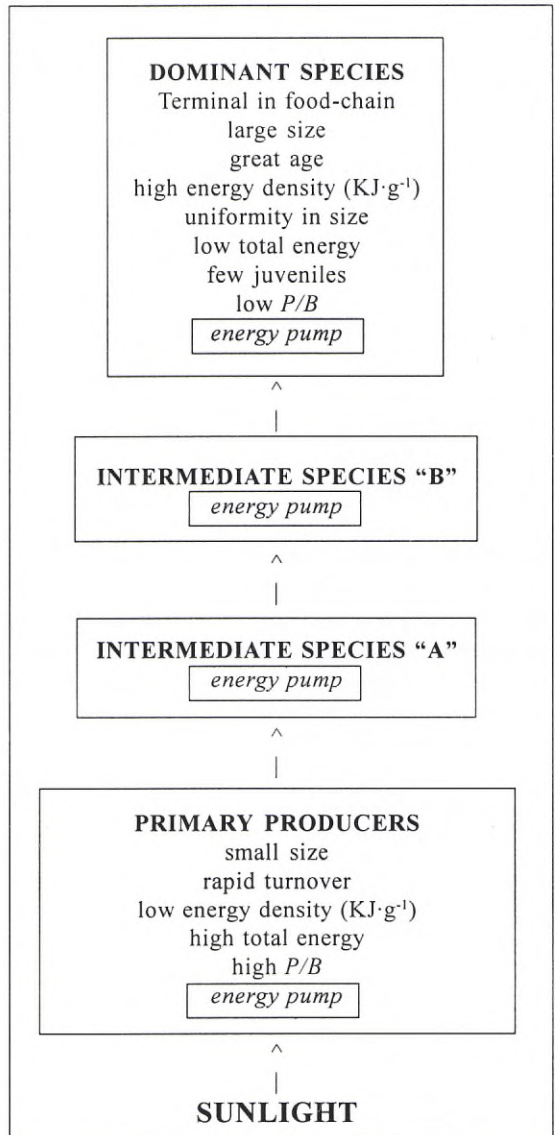 DOMINANT SPECIES
Terminal in food-chain
large size
great age
high energy density (KJ·g⁻¹)
uniformity in size
low total energy
few juveniles
low P/B
energy pump
INTERMEDIATE SPECIES “B”
energy pump
INTERMEDIATE SPECIES “A”
energy pump
PRIMARY PRODUCERS
small size
rapid turnover
low energy density (KJ·g⁻¹)
high total energy
high P/B
energy pump
SUNLIGHT